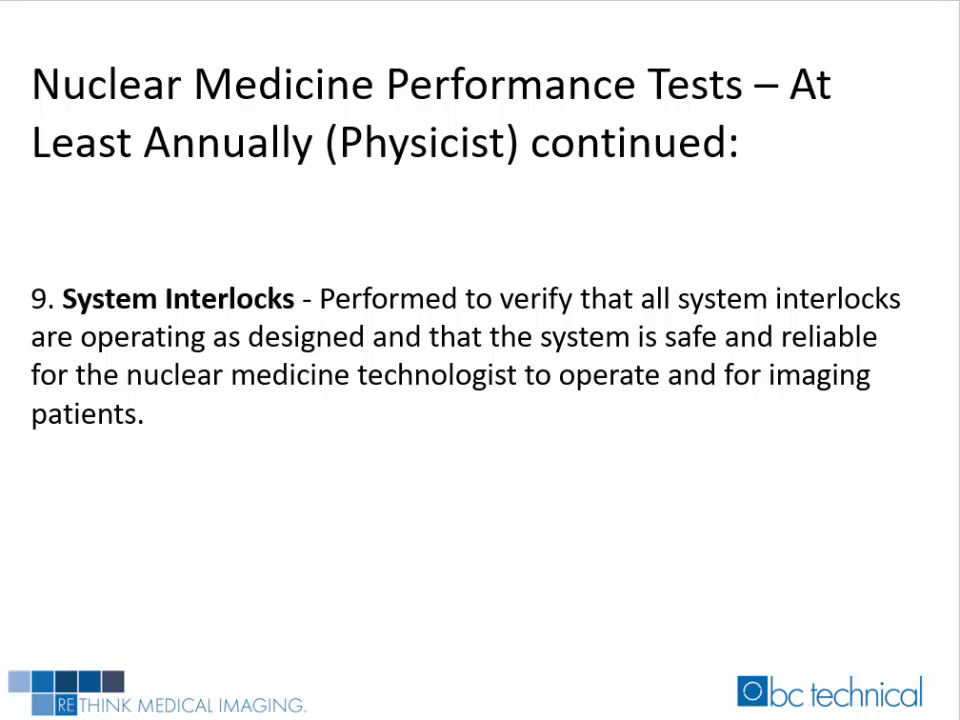 Nuclear Medicine Performance Tests – At
Least Annually (Physicist) continued:
9. System Interlocks - Performed to verify that all system interlocks
are operating as designed and that the system is safe and reliable
for the nuclear medicine technologist to operate and for imaging
patients.
RETHINK MEDICAL IMAGING.
bc technical